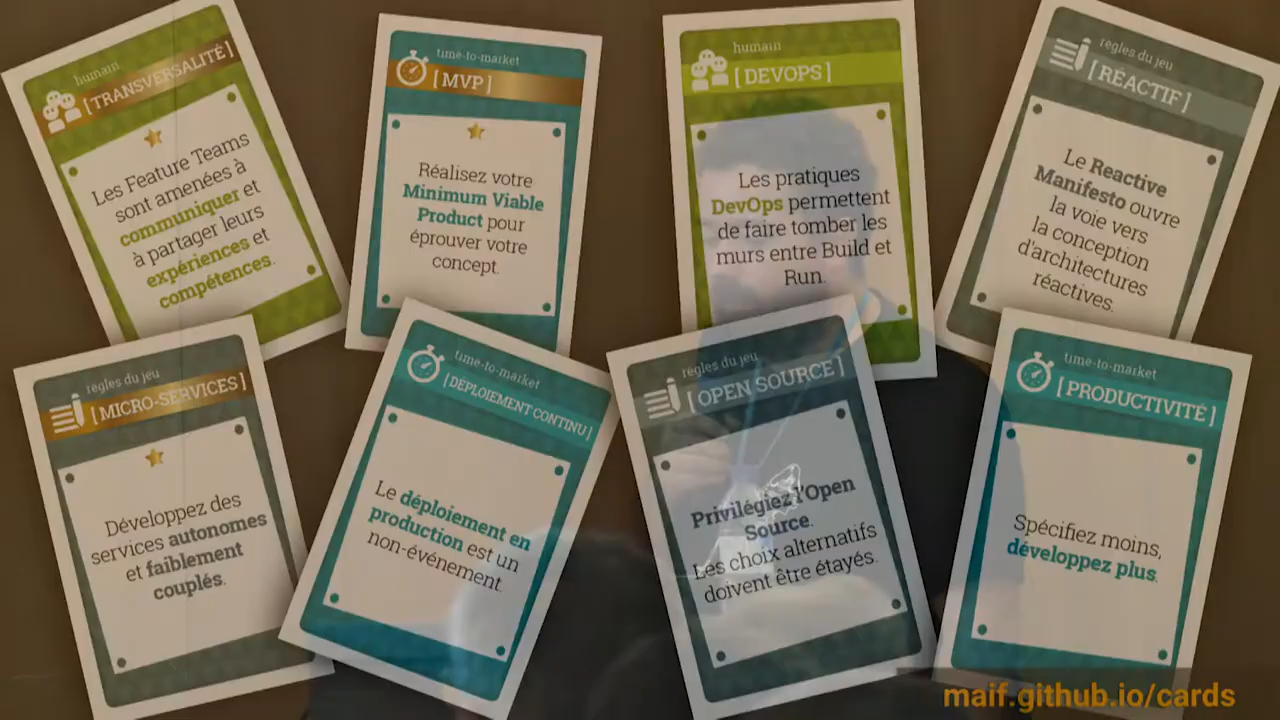 humain
[ TRANSVERSALITÉ ]
Les Feature Teams
sont amenées à
communiquer et
à partager leurs
expériences et
compétences.
time-to-market
[ MVP ]
Réalisez votre
Minimum Viable
Product pour
éprouver votre
concept.
humain
[ DEVOPS ]
Les pratiques
DevOps permettent
de faire tomber les
murs entre Build et
Run.
règles du jeu
[ RÉACTIF ]
Le Reactive
Manifesto ouvre
la voie vers
la conception
d'architectures
réactives.
règles du jeu
[ MICRO-SERVICES ]
Développez des
services autonomes
et faiblement
couplés.
time-to-market
[ DÉPLOIEMENT CONTINU ]
Le déploiement en
production est un
non-événement.
règles du jeu
[ OPEN SOURCE ]
Privilégiez l'Open
Source.
Les choix alternatifs
doivent être étayés.
time-to-market
[ PRODUCTIVITÉ ]
Spécifiez moins,
développez plus.
maif.github.io/cards